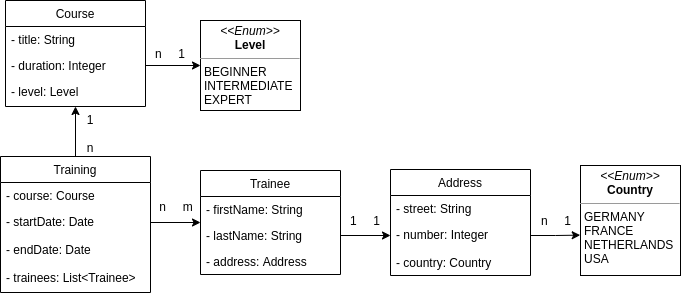 Course
- title: String
- duration: Integer
- level: Level
n 1
<<Enum>>
Level
BEGINNER
INTERMEDIATE
EXPERT
1
n
Training
- course: Course
- startDate: Date
- endDate: Date
- trainees: List<Trainee>
n m
Trainee
- firstName: String
- lastName: String
- address: Address
1 1
Address
- street: String
- number: Integer
- country: Country
n 1
<<Enum>>
Country
GERMANY
FRANCE
NETHERLANDS
USA